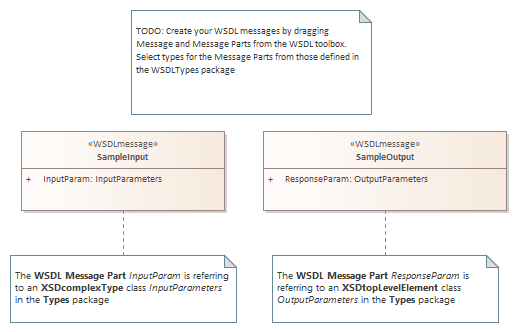 TODO: Create your WSDL messages by dragging
Message and Message Parts from the WSDL toolbox.
Select types for the Message Parts from those defined in
the WSDLTypes package
«WSDLmessage»
SampleInput
+ InputParam: InputParameters
«WSDLmessage»
SampleOutput
+ ResponseParam: OutputParameters
The WSDL Message Part InputParam is referring
to an XSDcomplexType class InputParameters
in the Types package
The WSDL Message Part ResponseParam is
referring to an XSDtopLevelElement class
OutputParameters in the Types package